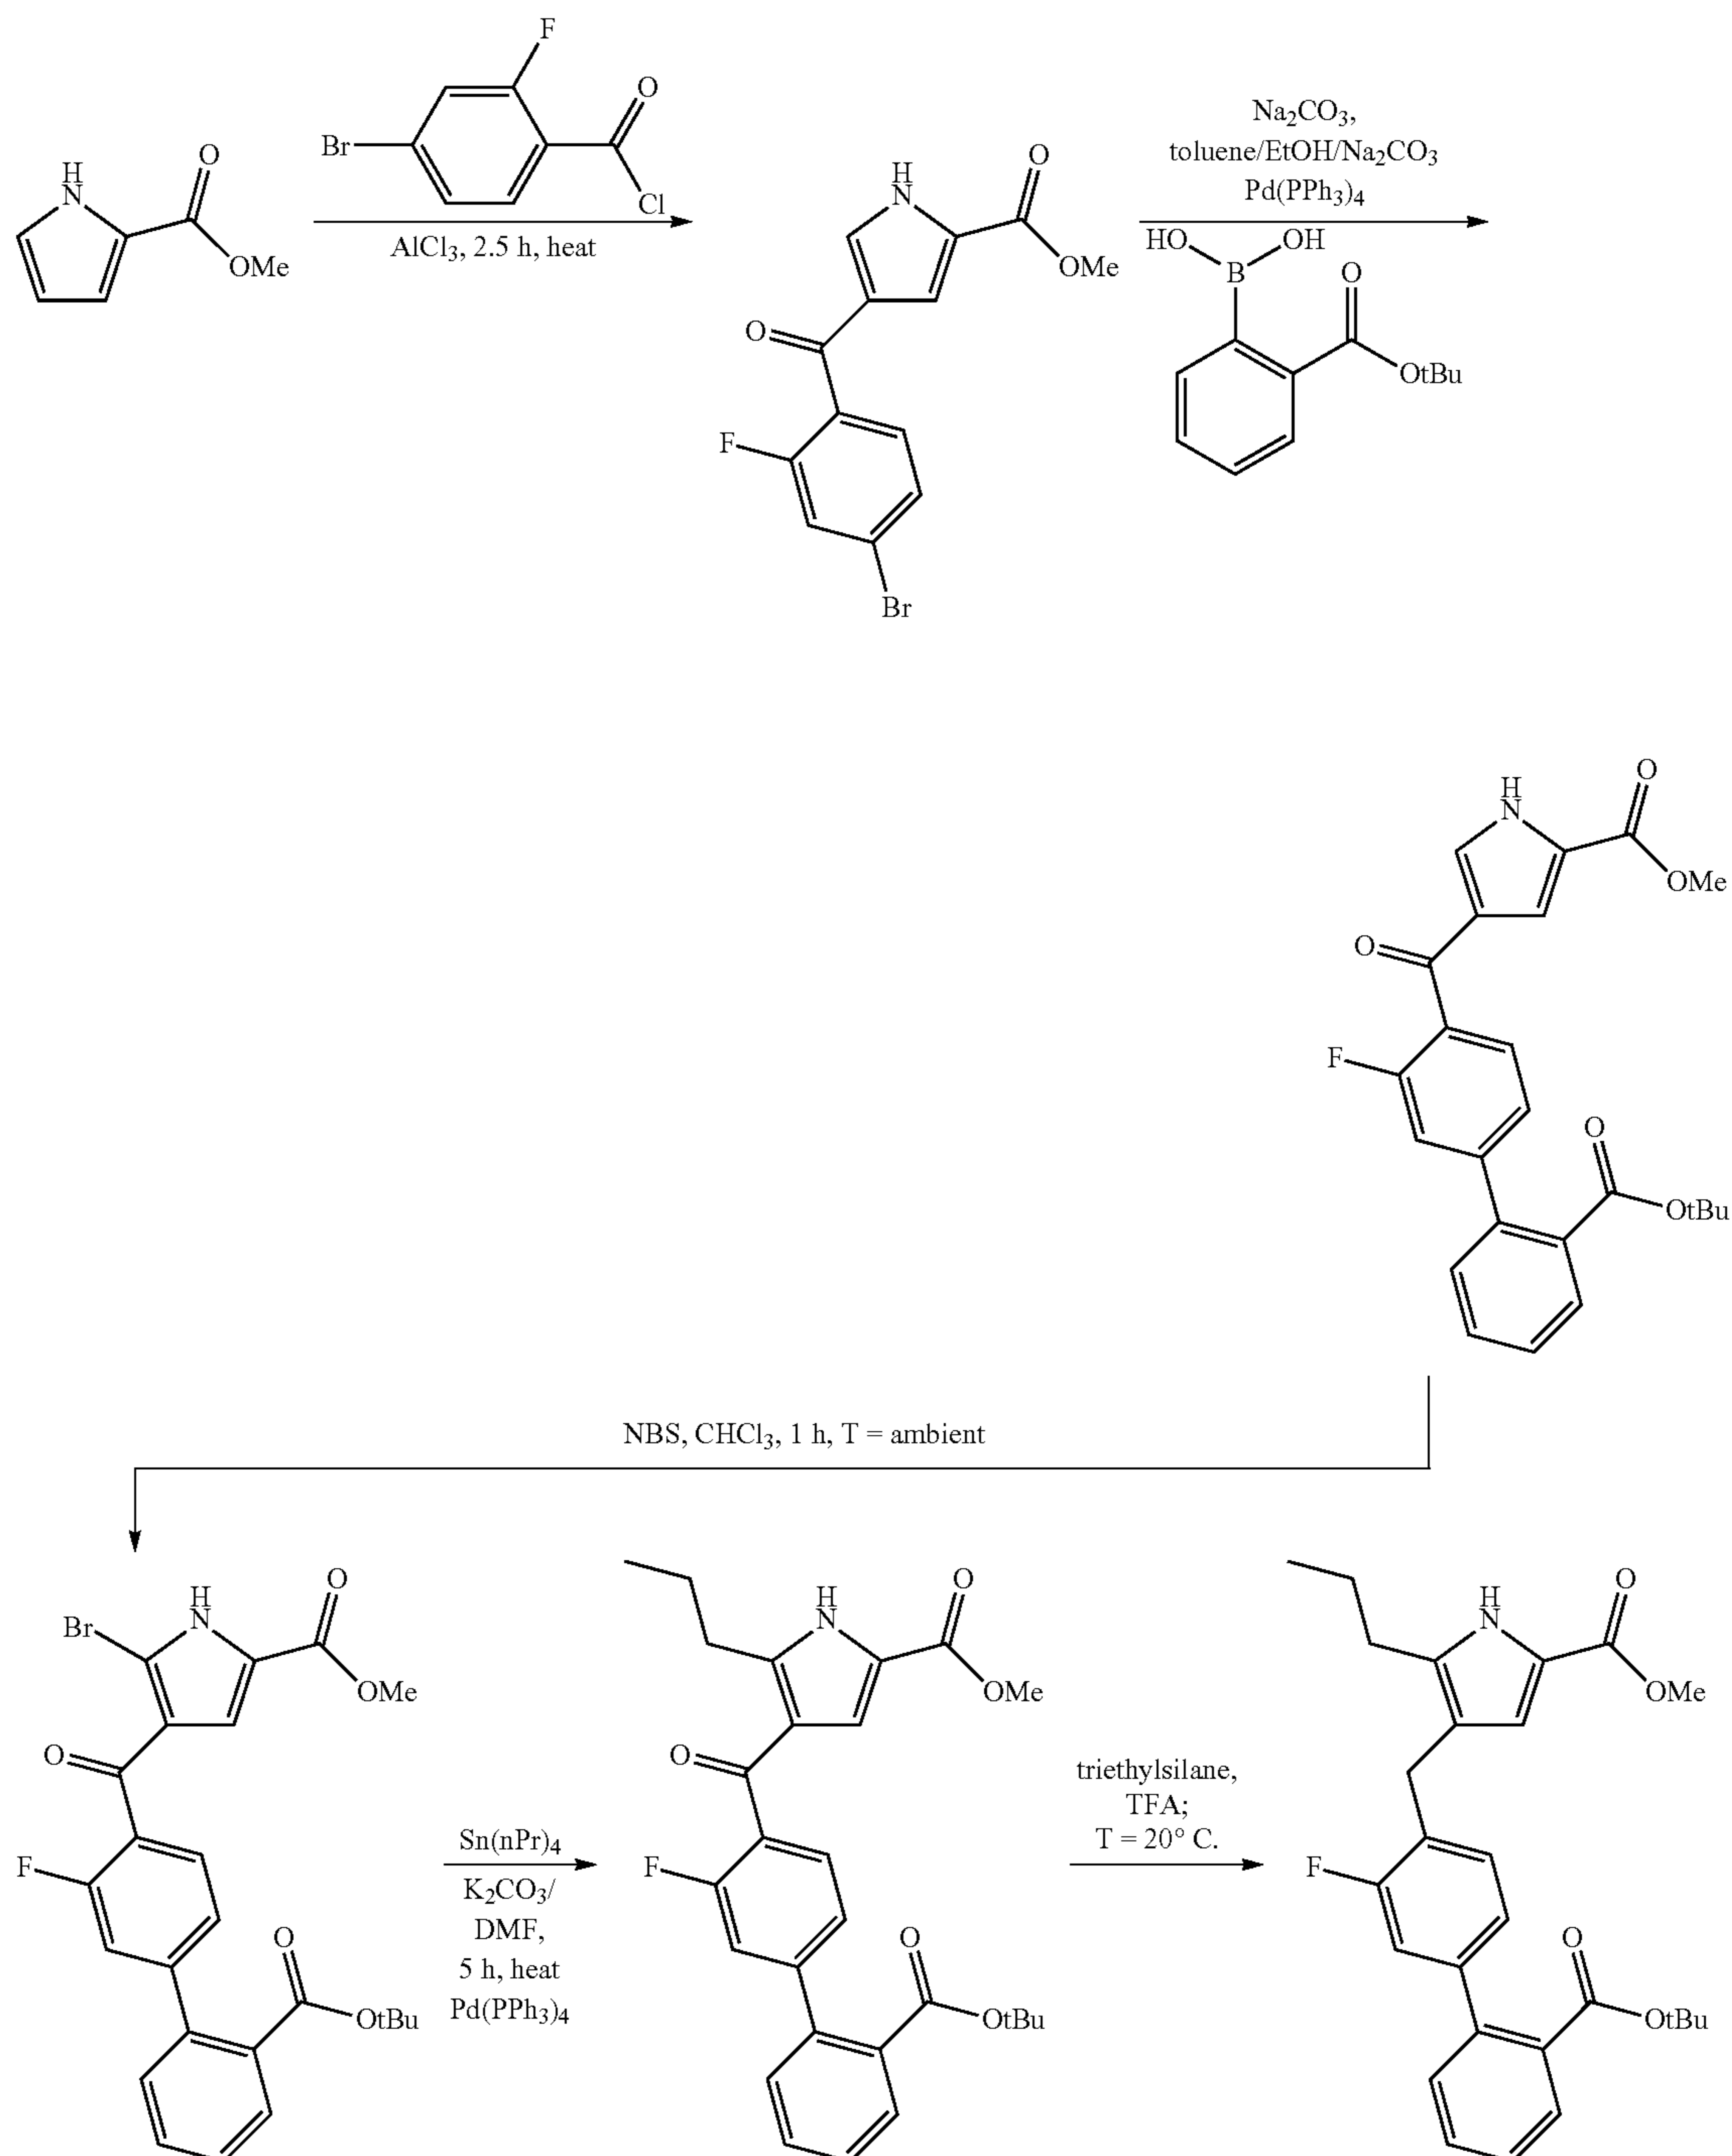 F
O
Br
Cl
H
N
O
OMe
AlCl3, 2.5 h, heat
H
N
O
OMe
O
F
Br
Na2CO3,
toluene/EtOH/Na2CO3
Pd(PPh3)4
HO
OH
B
O
OtBu
H
N
O
OMe
O
F
O
OtBu
NBS, CHCl3, 1 h, T = ambient
Br
H
N
O
OMe
O
F
O
OtBu
Sn(nPr)4
K2CO3/
DMF,
5 h, heat
Pd(PPh3)4
H
N
O
OMe
O
F
O
OtBu
triethylsilane,
TFA;
T = 20° C.
H
N
O
OMe
F
O
OtBu